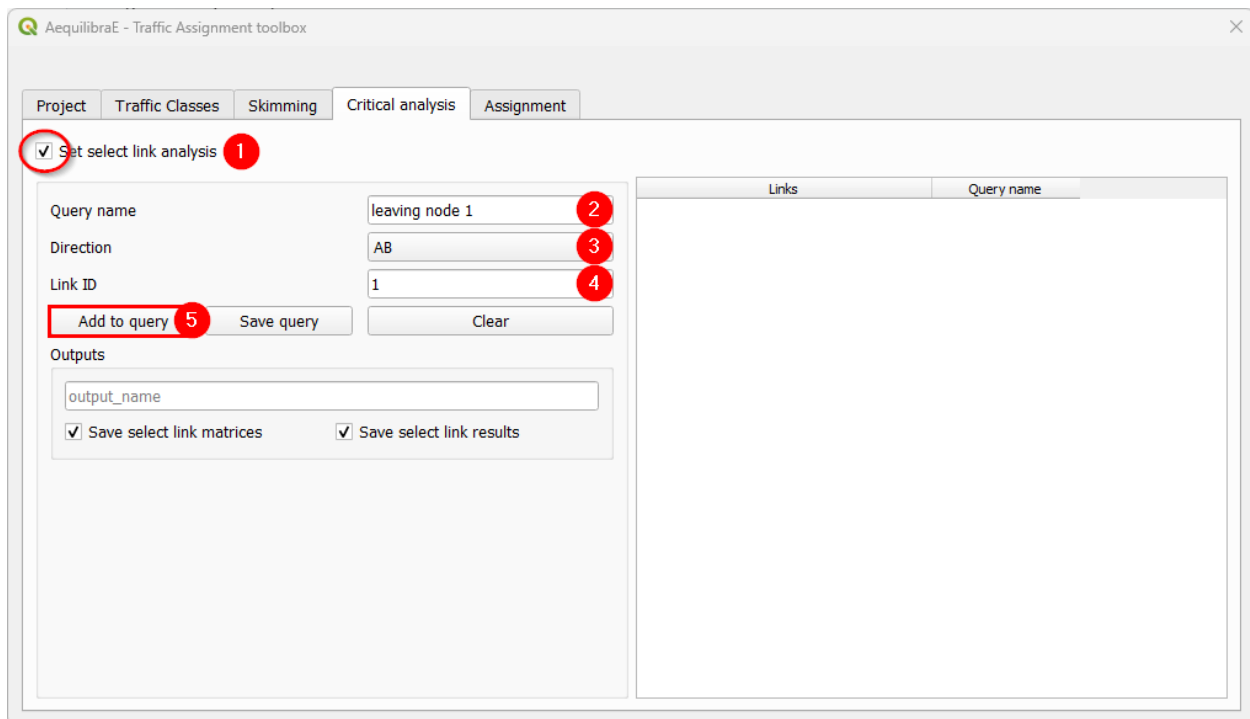 AequilibraE - Traffic Assignment toolbox
Project Traffic Classes Skimming Critical analysis Assignment
Set select link analysis 1
Links Query name
Query name leaving node 1 2
Direction AB 3
Link ID 1 4
Add to query 5 Save query Clear
Outputs
output_name
Save select link matrices Save select link results